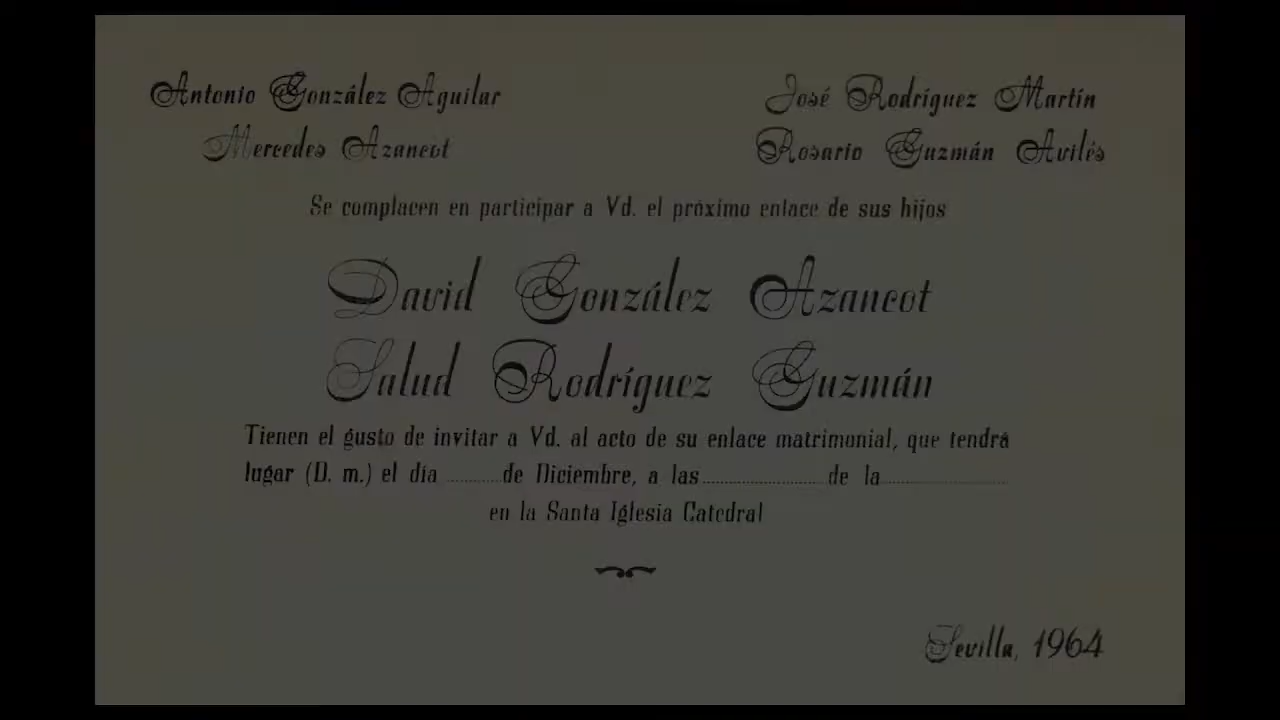 Antonio González Aguilar
Mercedes Azancot
José Rodríguez Martín
Rosario Guzmán Avilés
Se complacen en participar a Vd. el próximo enlace de sus hijos
David González Azancot
Salud Rodríguez Guzmán
Tienen el gusto de invitar a Vd. al acto de su enlace matrimonial, que tendrá
lugar (D. m.) el día ........ de Diciembre, a las ........................ de la ........................
en la Santa Iglesia Catedral
Sevilla, 1964